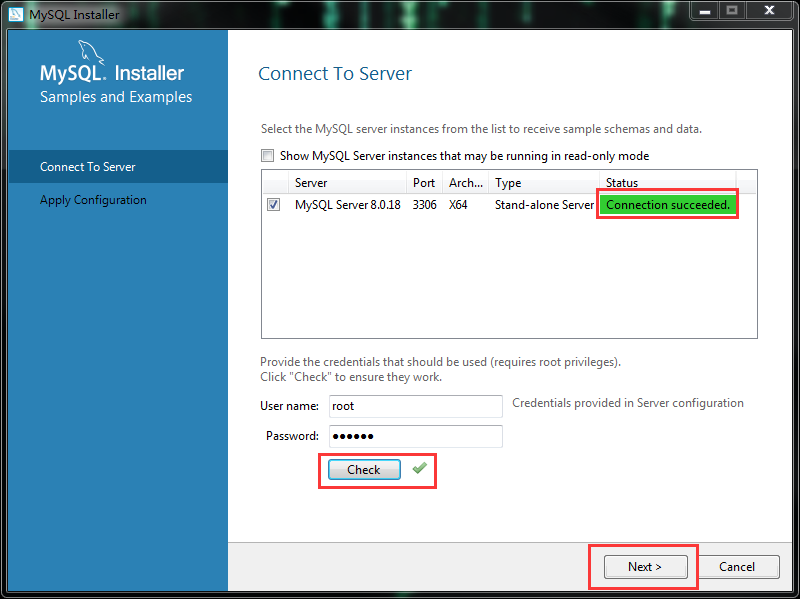 MySQL Installer
MySQL. Installer
Samples and Examples
Connect To Server
Apply Configuration
Connect To Server
Select the MySQL server instances from the list to receive sample schemas and data.
Show MySQL Server instances that may be running in read-only mode
Server Port Arch... Type Status
MySQL Server 8.0.18 3306 X64 Stand-alone Server Connection succeeded.
Provide the credentials that should be used (requires root privileges).
Click "Check" to ensure they work.
User name: root Credentials provided in Server configuration
Password: ●●●●●●
Check
Next > Cancel